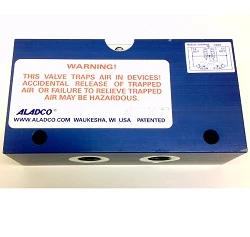 WARNING!
THIS VALVE TRAPS AIR IN DEVICES!
ACCIDENTAL RELEASE OF TRAPPED
AIR OR FAILURE TO RELIEVE TRAPPED
AIR MAY BE HAZARDOUS.
ALADCO
WWW.ALADCO.COM WAUKESHA, WI USA PATENTED